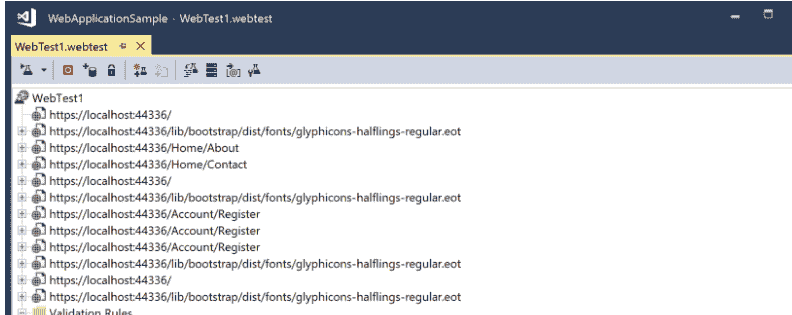 WebApplicationSample - WebTest1.webtest
WebTest1.webtest
WebTest1
https://localhost:44336/
https://localhost:44336/lib/bootstrap/dist/fonts/glyphicons-halflings-regular.eot
https://localhost:44336/Home/About
https://localhost:44336/Home/Contact
https://localhost:44336/
https://localhost:44336/lib/bootstrap/dist/fonts/glyphicons-halflings-regular.eot
https://localhost:44336/Account/Register
https://localhost:44336/Account/Register
https://localhost:44336/Account/Register
https://localhost:44336/lib/bootstrap/dist/fonts/glyphicons-halflings-regular.eot
https://localhost:44336/
https://localhost:44336/lib/bootstrap/dist/fonts/glyphicons-halflings-regular.eot
Validation Rules